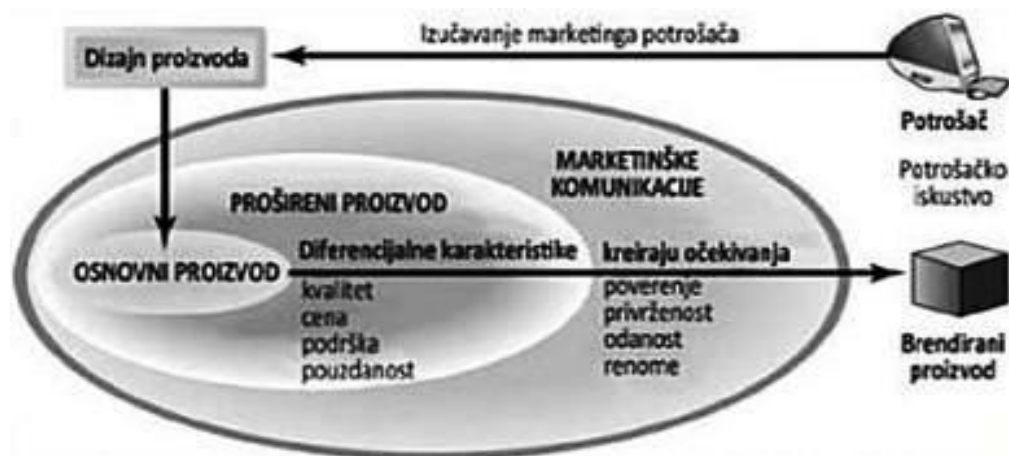 Izučavanje marketinga potrošača
Dizajn proizvoda
Potrošač
Potrošačko
iskustvo
MARKETINŠKE
KOMUNIKACIJE
PROŠIRENI PROIZVOD
OSNOVNI PROIZVOD
Diferencijalne karakteristike
kvalitet
cena
podrška
pouzdanost
kreiraju očekivanja
poverenje
privrženost
odanost
renome
Brendirani
proizvod